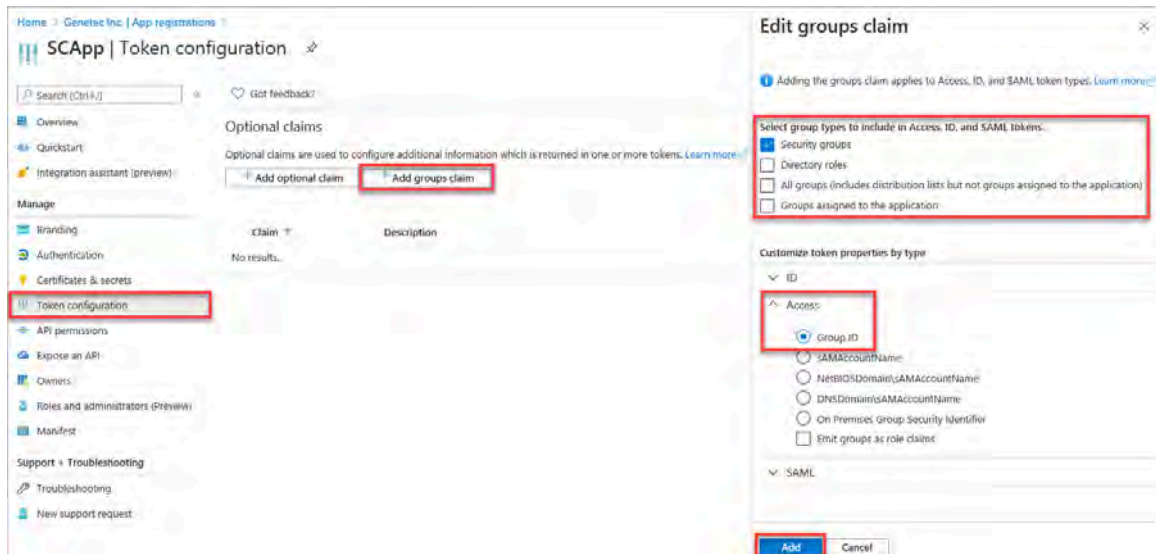 Home > Genetec Inc. | App registrations >
SCApp | Token configuration
Search (Ctrl+/)
«
Got feedback?
Overview
Quickstart
Integration assistant (preview)
Manage
Branding
Authentication
Certificates & secrets
Token configuration
API permissions
Expose an API
Owners
Roles and administrators (Preview)
Manifest
Support + Troubleshooting
Troubleshooting
New support request
Optional claims
Optional claims are used to configure additional information which is returned in one or more tokens. Learn more
+ Add optional claim
+ Add groups claim
Claim ↑
Description
No results.
Edit groups claim
×
Adding the groups claim applies to Access, ID, and SAML token types. Learn more
Select group types to include in Access, ID, and SAML tokens.
Security groups
Directory roles
All groups (includes distribution lists but not groups assigned to the application)
Groups assigned to the application
Customize token properties by type
ID
Access
Group ID
sAMAccountName
NetBIOSDomain\sAMAccountName
DNSDomain\sAMAccountName
On Premises Group Security Identifier
Emit groups as role claims
SAML
Add
Cancel